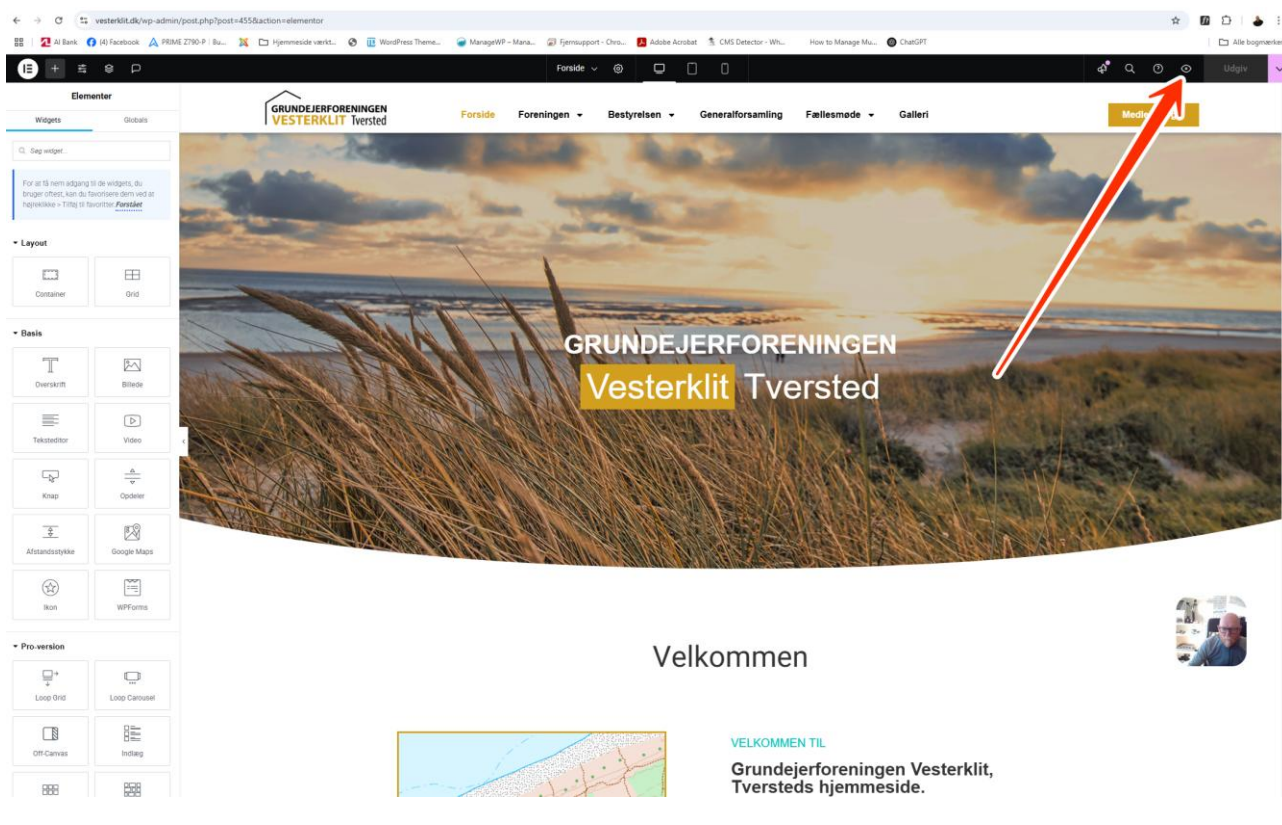 vesterklit.dk/wp-admin/post.php?post=455&action=elementor
AI Bank (4) Facebook PRIME Z790-P | Bu... Hjemmeside værkt... WordPress Theme... ManageWP – Mana... Fjernsupport - Chro... Adobe Acrobat CMS Detector - Wh... How to Manage Mu... ChatGPT Alle bogmærker
Forside Udgiv
Elementer
Widgets Globals
Søg widget...
For at få nem adgang til de widgets, du
bruger oftest, kan du favorisere dem ved at
højreklikke > Tilføj til favoritter. Forstået
Layout
Container Grid
Basis
Overskrift Billede
Teksteditor Video
Knap Opdeler
Afstandsstykke Google Maps
Ikon WPForms
Pro-version
Loop Grid Loop Carousel
Off-Canvas Indlæg
GRUNDEJERFORENINGEN
VESTERKLIT Tversted
Forside Foreningen Bestyrelsen Generalforsamling Fællesmøde Galleri
GRUNDEJERFORENINGEN
Vesterklit Tversted
Velkommen
VELKOMMEN TIL
Grundejerforeningen Vesterklit,
Tversteds hjemmeside.